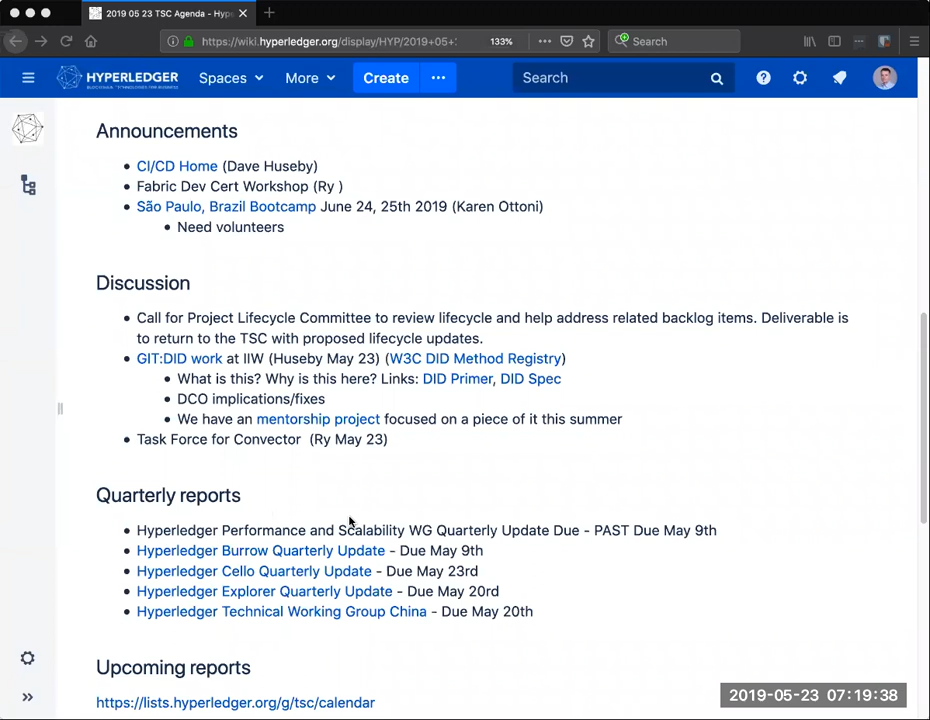 2019 05 23 TSC Agenda - Hyp
https://wiki.hyperledger.org/display/HYP/2019+05+
133%
Search
HYPERLEDGER
Spaces
More
Create
Search
Announcements
CI/CD Home (Dave Huseby)
Fabric Dev Cert Workshop (Ry )
São Paulo, Brazil Bootcamp June 24, 25th 2019 (Karen Ottoni)
Need volunteers
Discussion
Call for Project Lifecycle Committee to review lifecycle and help address related backlog items. Deliverable is
to return to the TSC with proposed lifecycle updates.
GIT:DID work at IIW (Huseby May 23) (W3C DID Method Registry)
What is this? Why is this here? Links: DID Primer, DID Spec
DCO implications/fixes
We have an mentorship project focused on a piece of it this summer
Task Force for Convector (Ry May 23)
Quarterly reports
Hyperledger Performance and Scalability WG Quarterly Update Due - PAST Due May 9th
Hyperledger Burrow Quarterly Update - Due May 9th
Hyperledger Cello Quarterly Update - Due May 23rd
Hyperledger Explorer Quarterly Update - Due May 20th
Hyperledger Technical Working Group China - Due May 20th
Upcoming reports
https://lists.hyperledger.org/g/tsc/calendar
2019-05-23 07:19:38